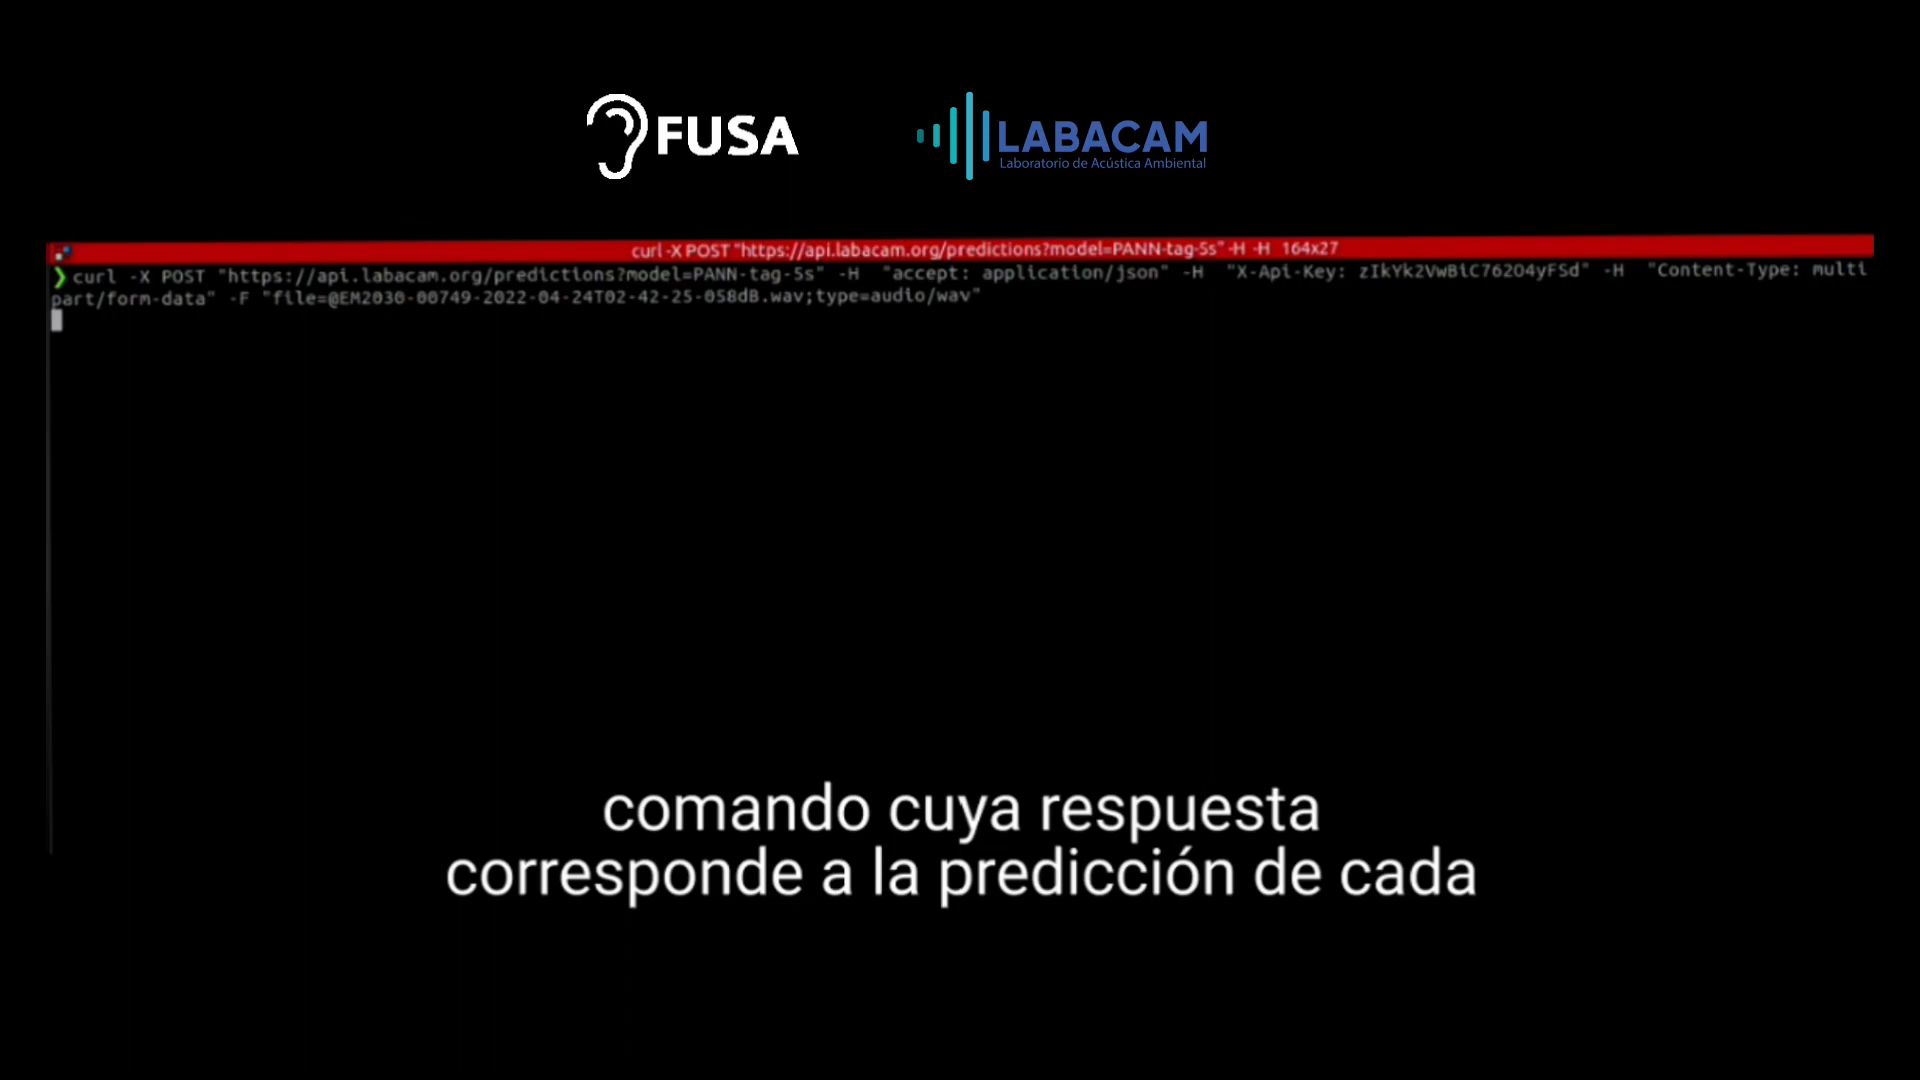 FUSA
LABACAM
Laboratorio de Acústica Ambiental
curl -X POST "https://api.labacam.org/predictions?model=PANN-tag-5s" -H -H 164x27
❯ curl -X POST "https://api.labacam.org/predictions?model=PANN-tag-5s" -H "accept: application/json" -H "X-Api-Key: zIkYk2VwBiC762O4yFSd" -H "Content-Type: multi
part/form-data" -F "file=@EM2030-00749-2022-04-24T02-42-25-058dB.wav;type=audio/wav"
comando cuya respuesta
corresponde a la predicción de cada